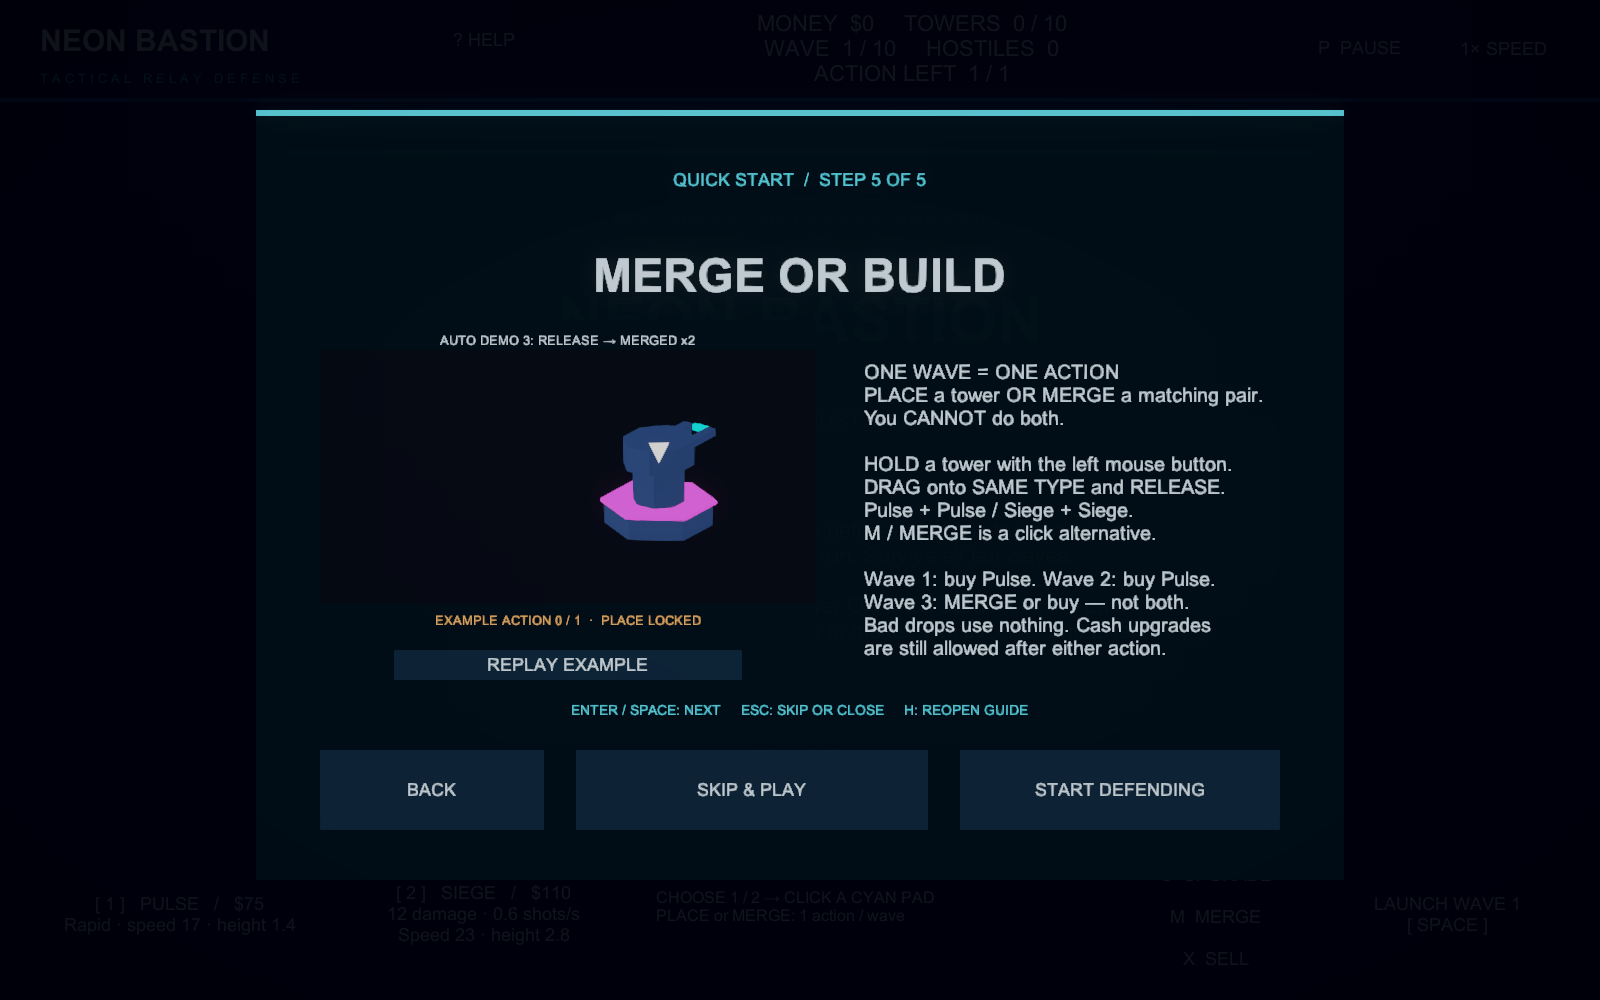 NEON BASTION
TACTICAL RELAY DEFENSE
? HELP
MONEY $0 TOWERS 0 / 10
WAVE 1 / 10 HOSTILES 0
ACTION LEFT 1 / 1
P PAUSE
1× SPEED
QUICK START / STEP 5 OF 5
MERGE OR BUILD
NEON BASTION
AUTO DEMO 3: RELEASE → MERGED x2
ONE WAVE = ONE ACTION
PLACE a tower OR MERGE a matching pair.
You CANNOT do both.
HOLD a tower with the left mouse button.
DRAG onto SAME TYPE and RELEASE.
Pulse + Pulse / Siege + Siege.
M / MERGE is a click alternative.
Wave 1: buy Pulse. Wave 2: buy Pulse.
Wave 3: MERGE or buy — not both.
Bad drops use nothing. Cash upgrades
are still allowed after either action.
EXAMPLE ACTION 0 / 1 · PLACE LOCKED
REPLAY EXAMPLE
ENTER / SPACE: NEXT ESC: SKIP OR CLOSE H: REOPEN GUIDE
BACK
SKIP & PLAY
START DEFENDING
[ 1 ] PULSE / $75
Rapid · speed 17 · height 1.4
[ 2 ] SIEGE / $110
12 damage · 0.6 shots/s
Speed 23 · height 2.8
CHOOSE 1 / 2 → CLICK A CYAN PAD
PLACE or MERGE: 1 action / wave
M MERGE
X SELL
LAUNCH WAVE 1
[ SPACE ]